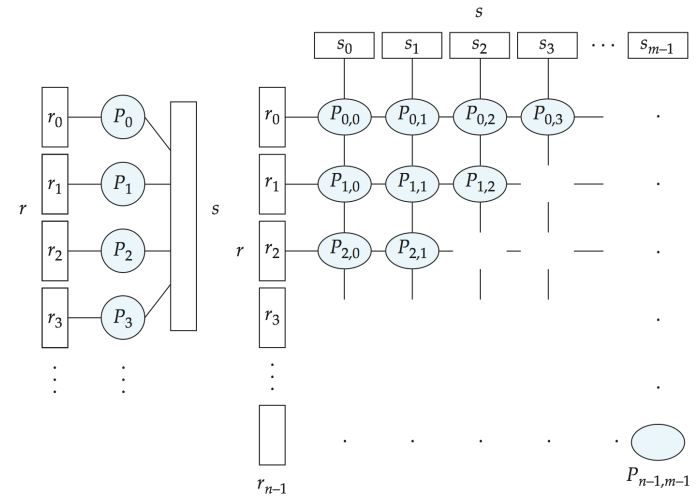 s
s₀ s₁ s₂ s₃ ··· sₘ₋₁
r₀ P₀ r₀ P₀,₀ P₀,₁ P₀,₂ P₀,₃
r₁ P₁ r₁ P₁,₀ P₁,₁ P₁,₂
r s
r₂ P₂ r r₂ P₂,₀ P₂,₁
r₃ P₃ r₃
rₙ₋₁ Pₙ₋₁,ₘ₋₁